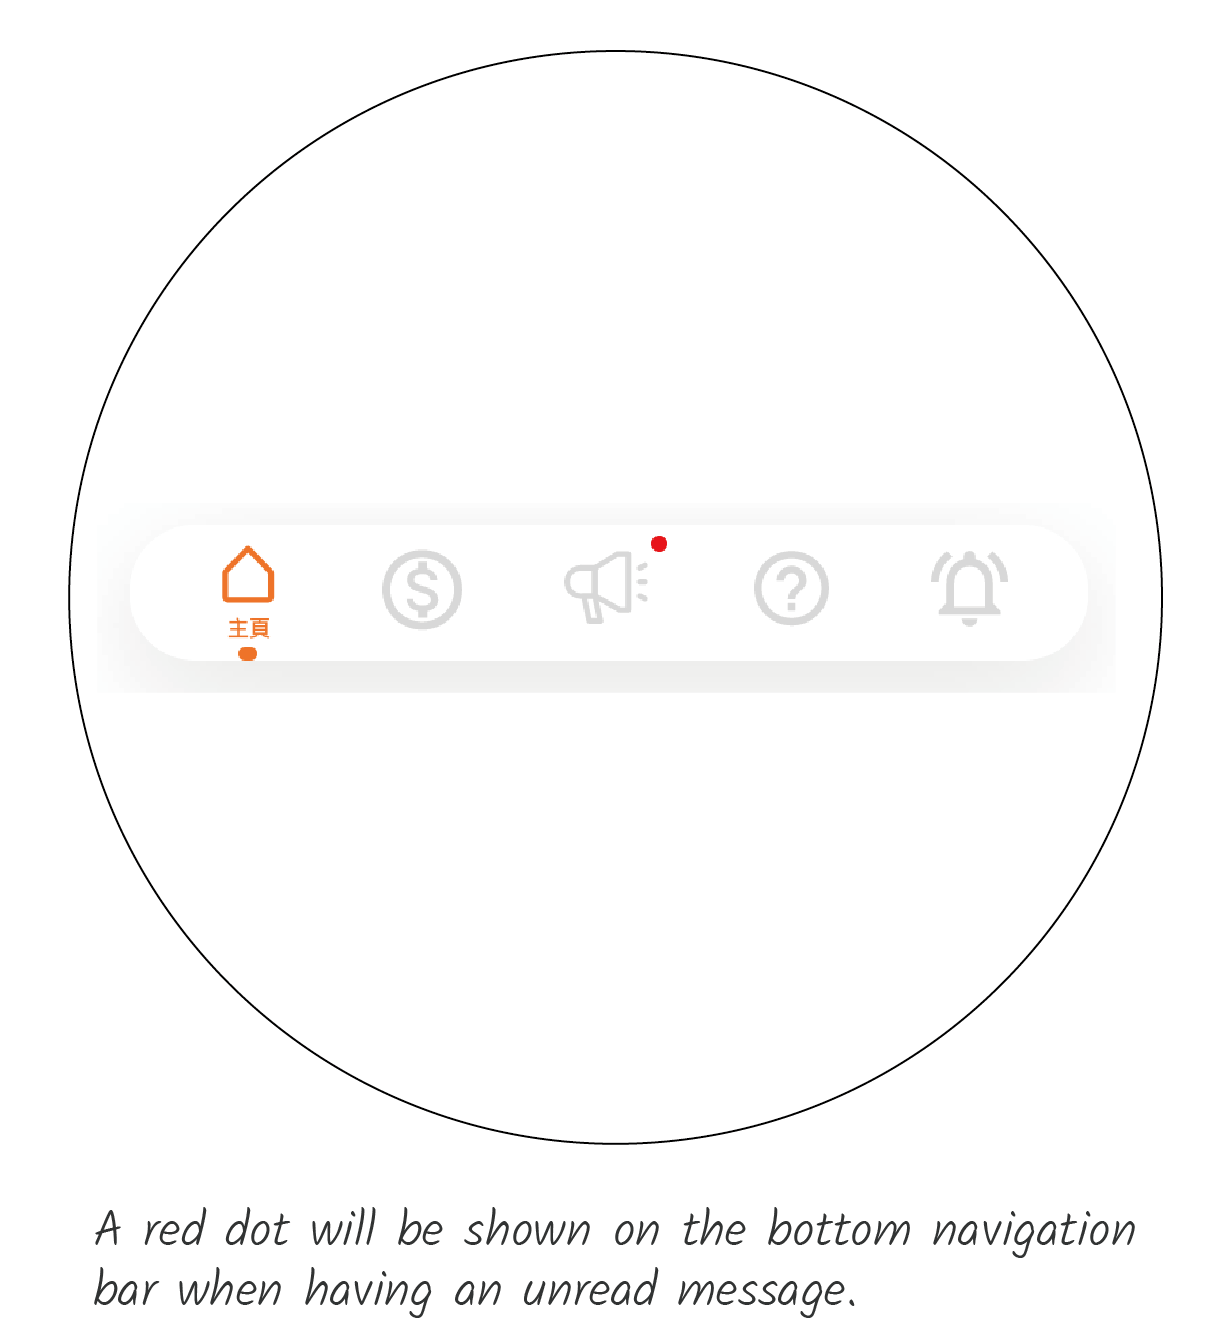 主頁
A red dot will be shown on the bottom navigation
bar when having an unread message.